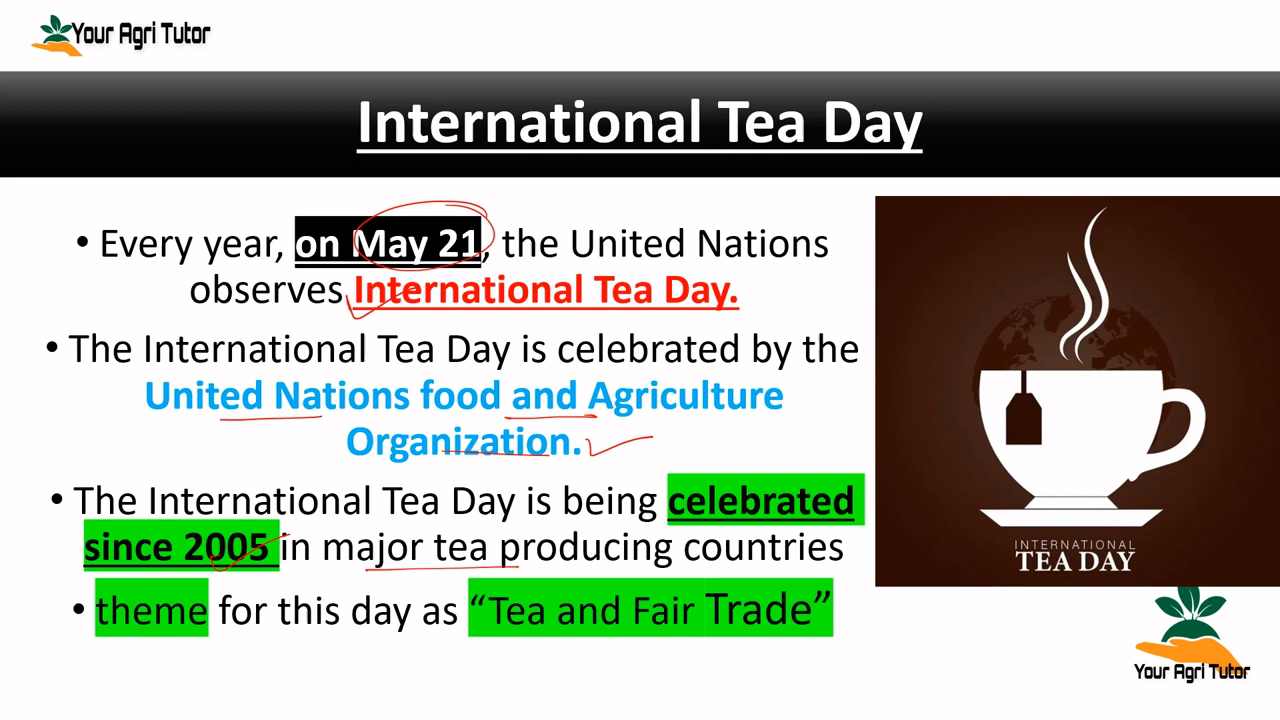 Your Agri Tutor
International Tea Day
• Every year, on May 21, the United Nations
observes International Tea Day.
• The International Tea Day is celebrated by the
United Nations food and Agriculture
Organization.
• The International Tea Day is being celebrated
since 2005 in major tea producing countries
• theme for this day as “Tea and Fair Trade”
INTERNATIONAL
TEA DAY
Your Agri Tutor